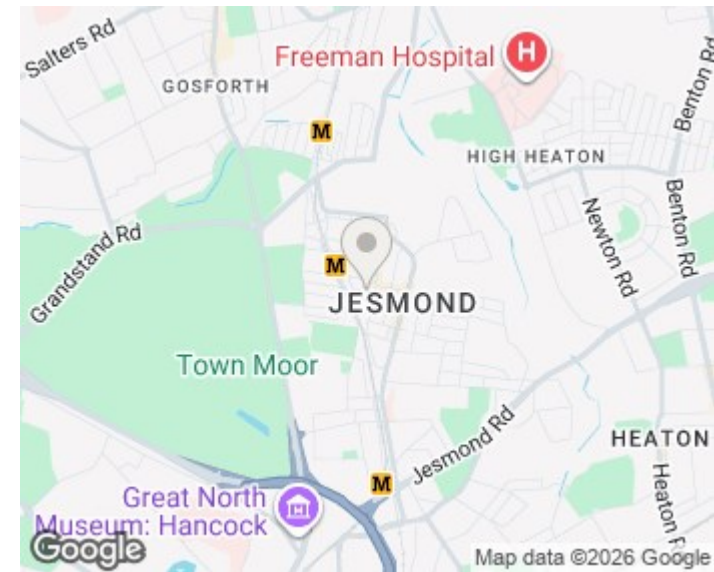 Salters Rd
Freeman Hospital
H
GOSFORTH
M
Benton Rd
HIGH HEATON
Benton Rd
Newton Rd
Grandstand Rd
M
JESMOND
Town Moor
Jesmond Rd
HEATON
M
Heaton R
Great North
Museum: Hancock
Google
Map data ©2026 Google